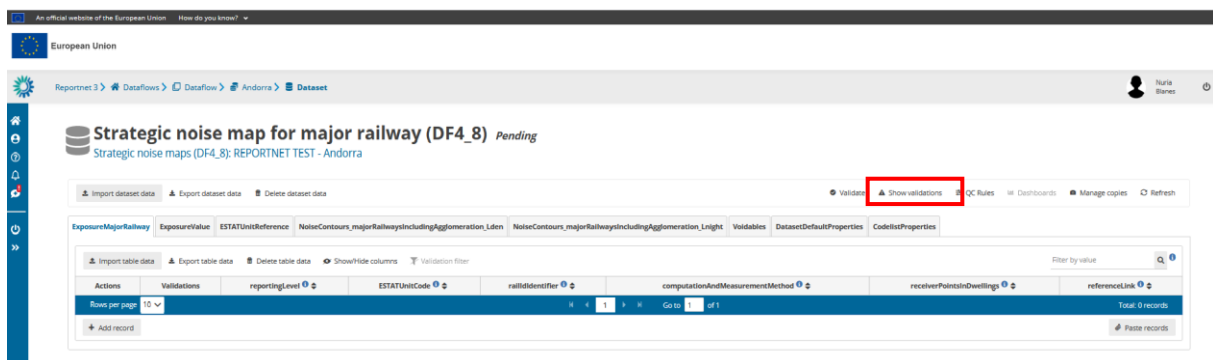 An official website of the European Union How do you know?
European Union
Reportnet 3 Dataflows Dataflow Andorra Dataset
Nuria
Blanes
Strategic noise map for major railway (DF4_8) Pending
Strategic noise maps (DF4_8): REPORTNET TEST - Andorra
Import dataset data Export dataset data Delete dataset data Validate Show validations QC Rules Dashboards Manage copies Refresh
ExposureMajorRailway ExposureValue ESTATUnitReference NoiseContours_majorRailwaysIncludingAgglomeration_Lden NoiseContours_majorRailwaysIncludingAgglomeration_Lnight Voidables DatasetDefaultProperties CodelistProperties
Import table data Export table data Delete table data Show/Hide columns Validation filter Filter by value
Actions Validations reportingLevel ESTATUnitCode railIdIdentifier computationAndMeasurementMethod receiverPointsInDwellings referenceLink
Rows per page 10 1 Go to 1 of 1 Total: 0 records
+ Add record Paste records